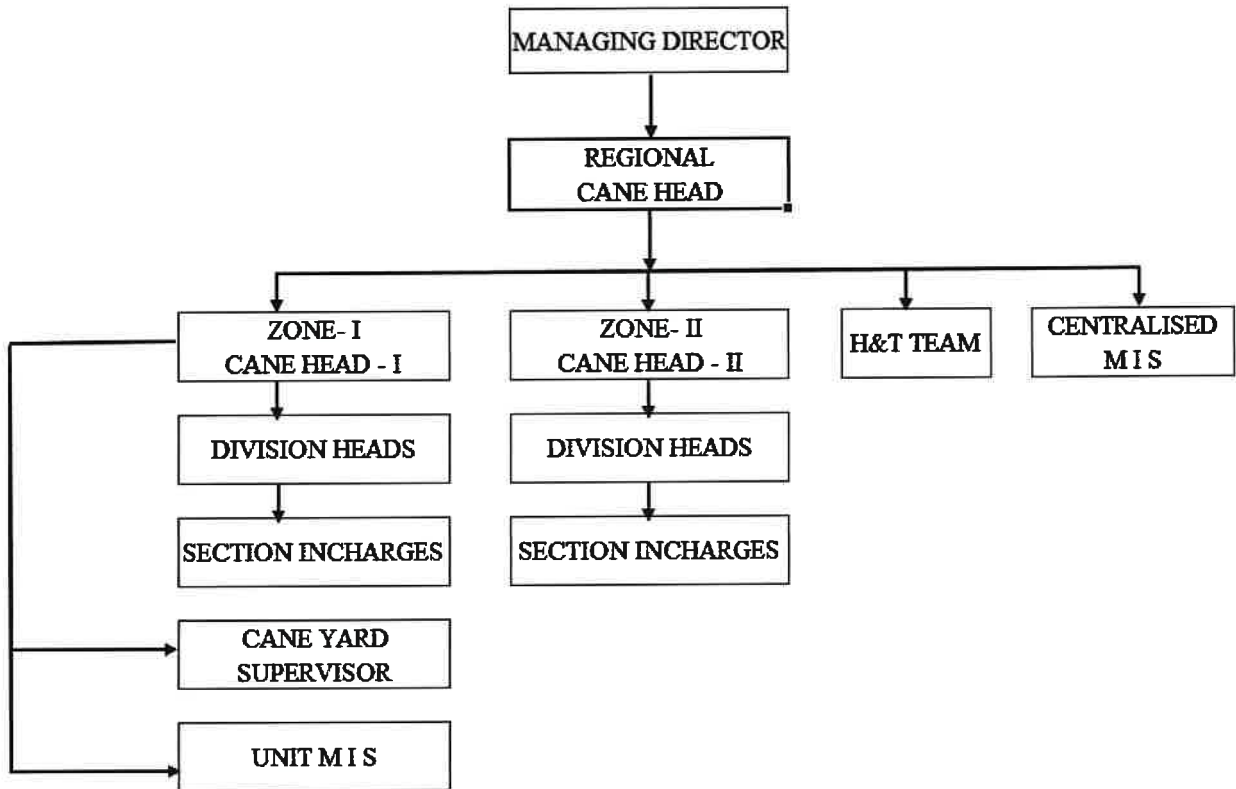 MANAGING DIRECTOR
REGIONAL
CANE HEAD
ZONE- I
CANE HEAD - I
ZONE- II
CANE HEAD - II
H&T TEAM
CENTRALISED
M I S
DIVISION HEADS
DIVISION HEADS
SECTION INCHARGES
SECTION INCHARGES
CANE YARD
SUPERVISOR
UNIT M I S